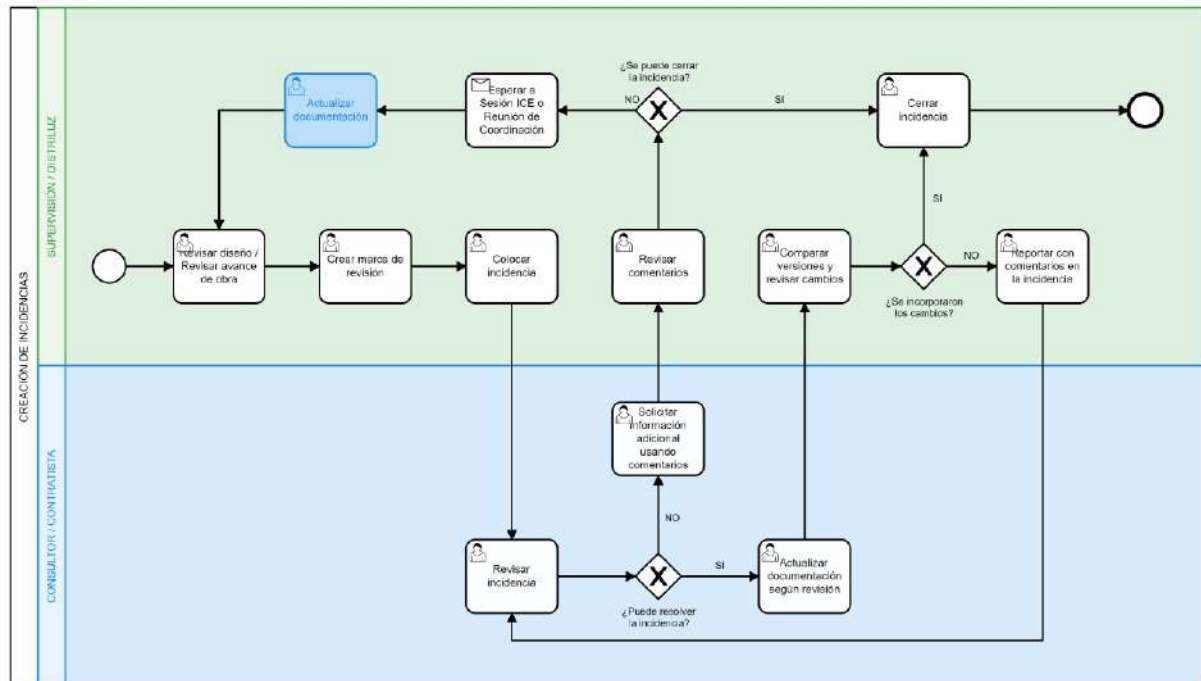 CREACIÓN DE INCIDENCIAS
SUPERVISIÓN / DISTRILUZ
¿Se puede cerrar
la incidencia?
Actualizar
documentación
Esperar a
Sesión ICE o
Reunión de
Coordinación
NO
SI
Cerrar
incidencia
Revisar diseño /
Revisar avance
de obra
Crear marca de
revisión
Colocar
incidencia
Revisar
comentarios
Comparar
versiones y
revisar cambios
SI
NO
¿Se incorporaron
los cambios?
Reportar con
comentarios en
la incidencia
CONSULTOR / CONTRATISTA
Solicitar
información
adicional
usando
comentarios
NO
Revisar
incidencia
SI
¿Puede resolver
la incidencia?
Actualizar
documentación
según revisión